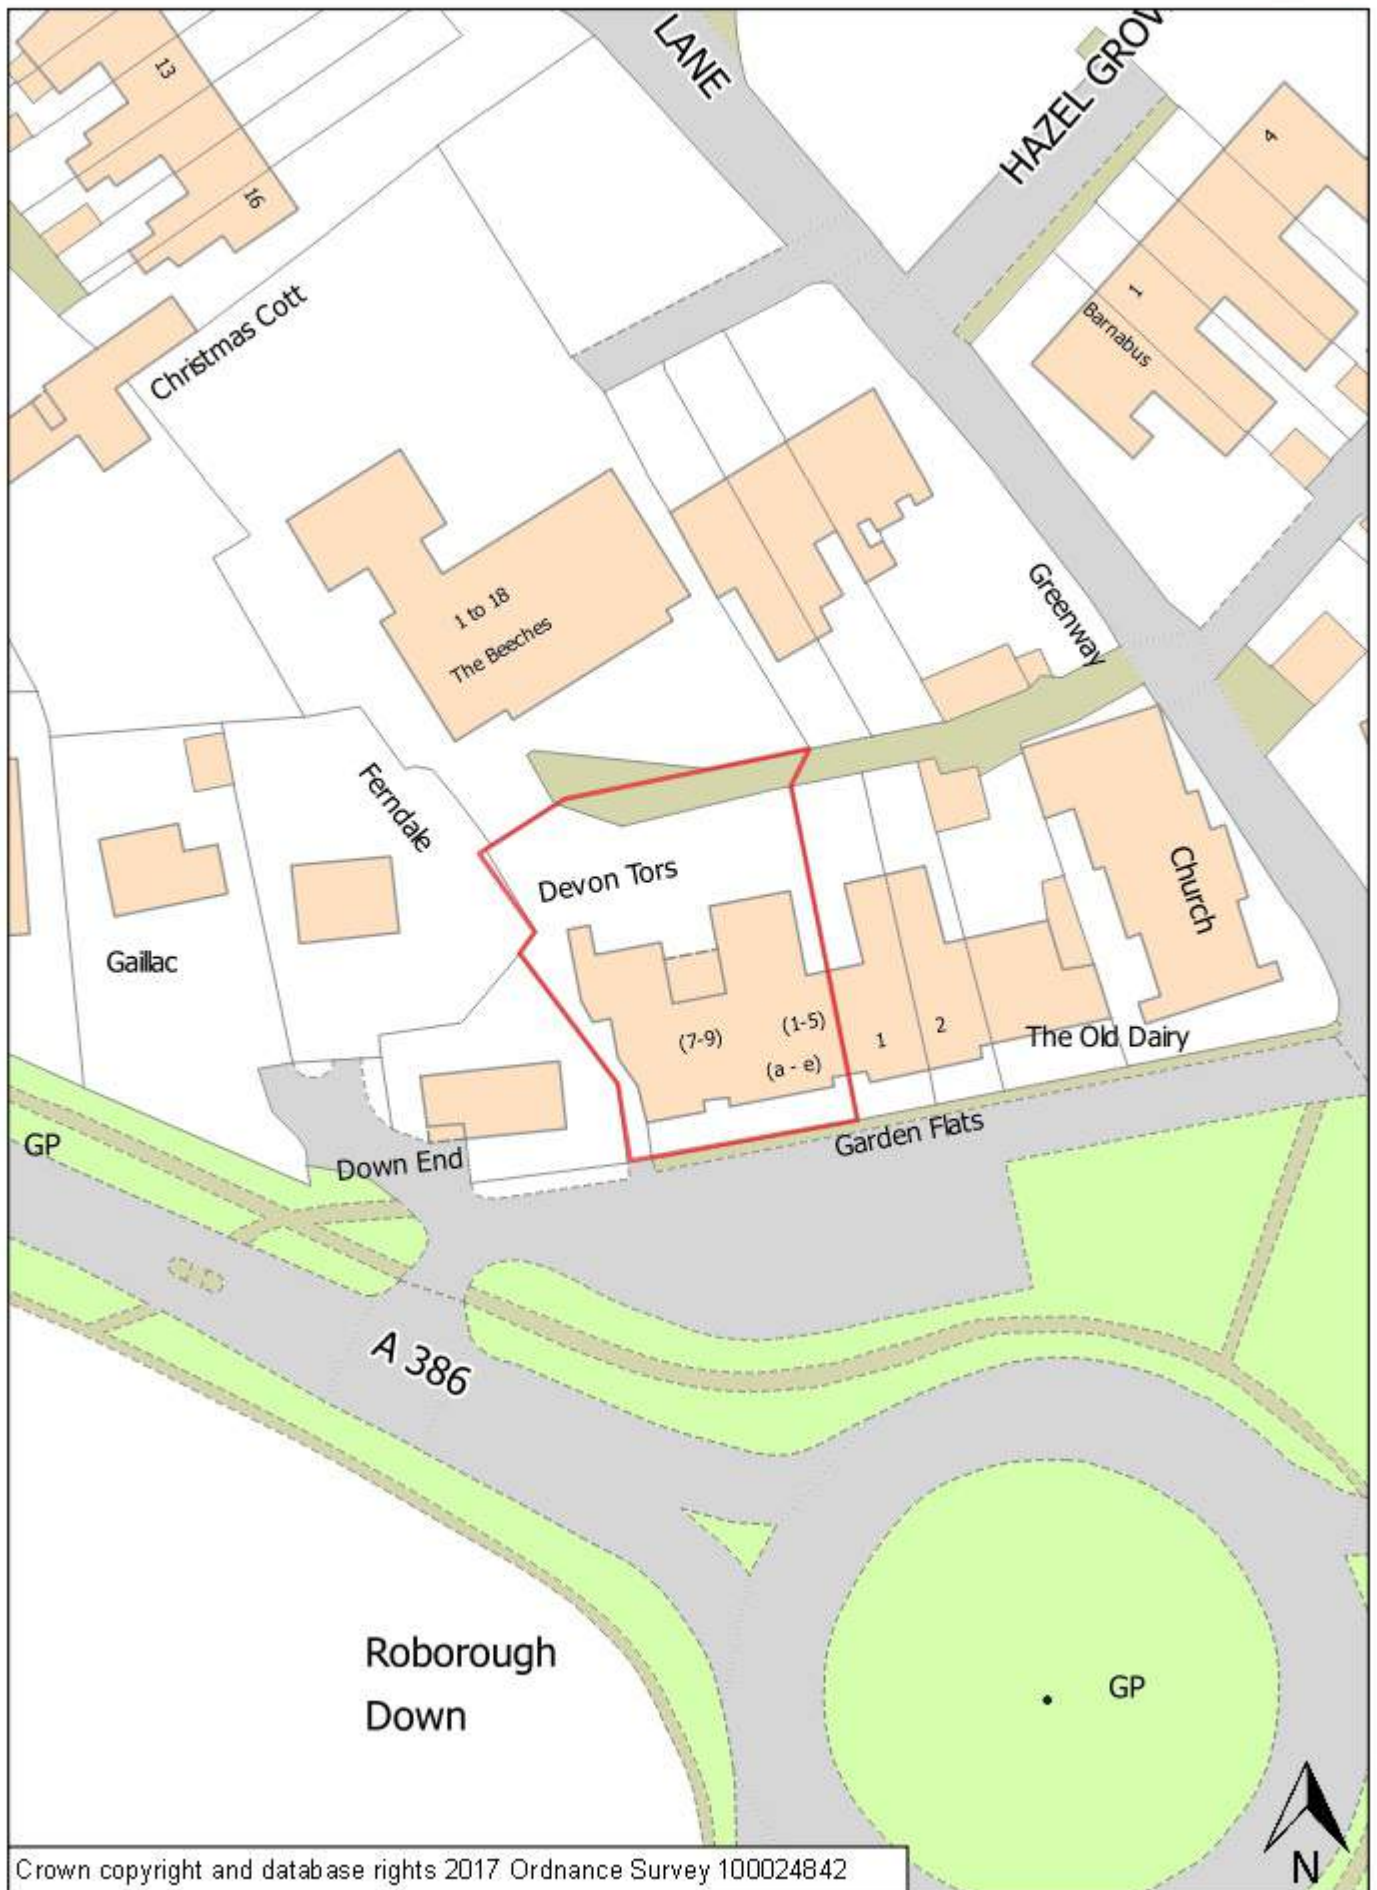 LANE
HAZEL GROV
13
4
16
Christmas Cott
1
Barnabus
1 to 18
The Beeches
Greenway
Ferndale
Devon Tors
Church
Gaillac
(7-9)
(1-5)
(a - e)
1
2
The Old Dairy
Garden Flats
GP
Down End
A 386
Roborough
Down
GP
N
Crown copyright and database rights 2017 Ordnance Survey 100024842